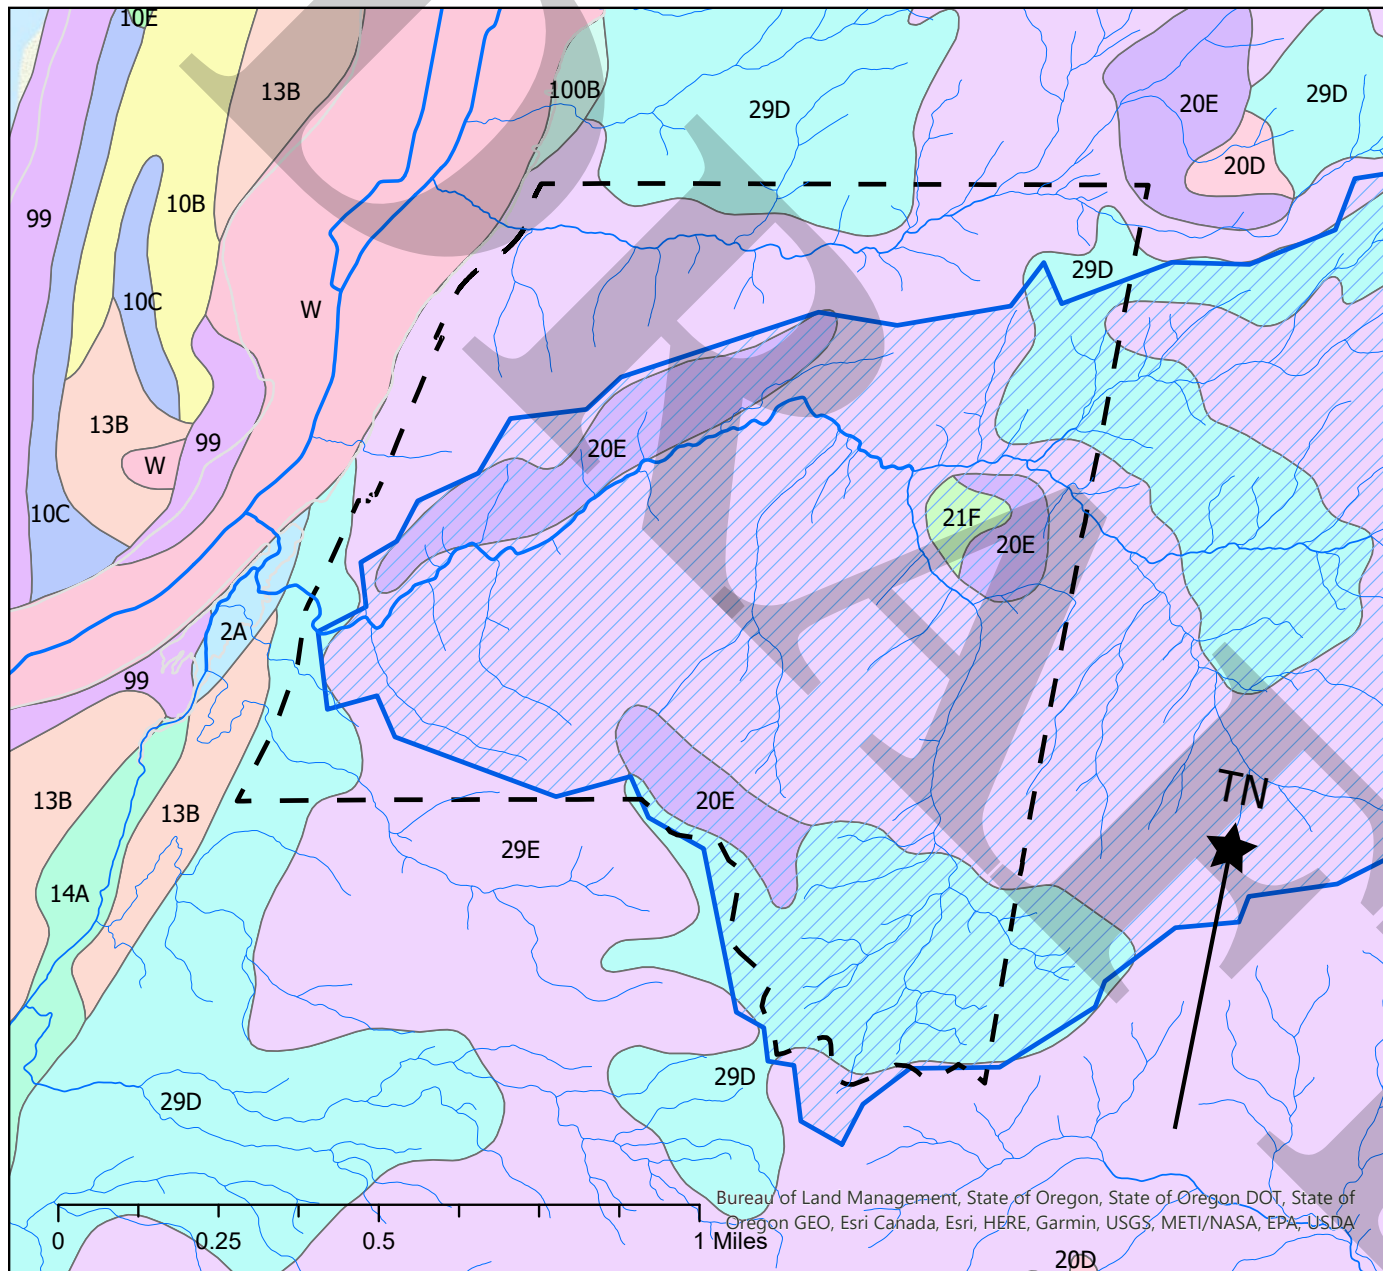 10E
13B
100B
29D
20E
29D
20D
99
10B
29D
10C
W
13B
99
W
20E
10C
21F
20E
2A
99
TN
13B
13B
20E
29E
14A
29D
29D
Bureau of Land Management, State of Oregon, State of Oregon DOT, State of
Oregon GEO, Esri Canada, Esri, HERE, Garmin, USGS, METI/NASA, EPA, USDA
0 0.25 0.5 1 Miles
20D
DRAFT